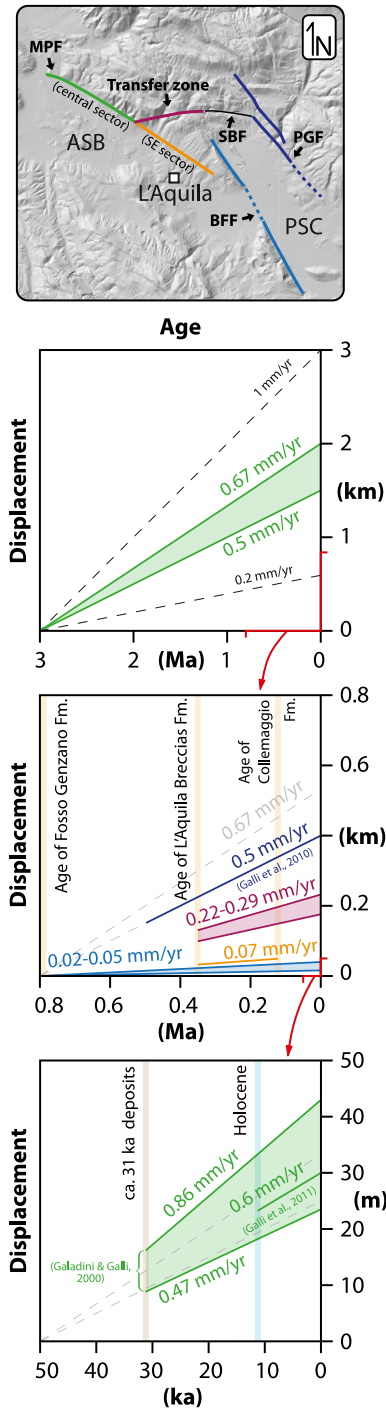 N
MPF
Transfer zone
(central sector)
SBF
PGF
ASB
(SE sector)
L'Aquila
BFF
PSC
Age
Displacement
3
1 mm/yr
2
0.67 mm/yr
(km)
0.5 mm/yr
1
0.2 mm/yr
0
3
2
1
0
(Ma)
Displacement
Age of Fosso Genzano Fm.
Age of L'Aquila Breccias Fm.
Age of
Collemaggio
Fm.
0.8
0.6
0.67 mm/yr
(km)
0.5 mm/yr
(Galli et al., 2010)
0.22-0.29 mm/yr
0.2
0.07 mm/yr
0.02-0.05 mm/yr
0
0.8
0.6
0.4
0.2
0
(Ma)
Displacement
ca. 31 ka deposits
Holocene
50
40
0.86 mm/yr
30
0.6 mm/yr
(m)
(Galli et al., 2011)
20
(Galadini & Galli,
2000)
0.47 mm/yr
10
0
50
40
30
20
10
0
(ka)